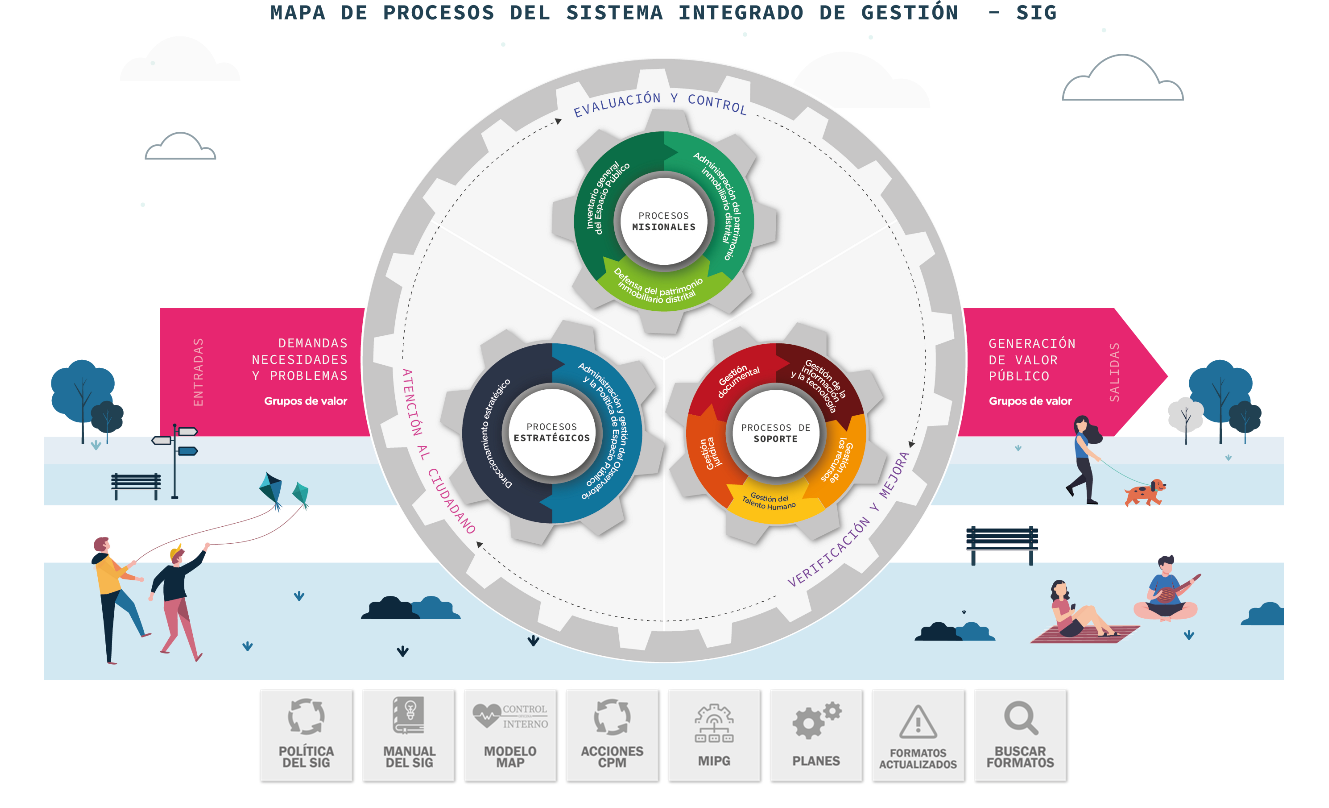 MAPA DE PROCESOS DEL SISTEMA INTEGRADO DE GESTIÓN - SIG
EVALUACIÓN Y CONTROL
Inventario general
del Espacio Público
Administración del patrimonio
inmobiliario distrital
Defensa del patrimonio
inmobiliario distrital
PROCESOS
MISIONALES
ENTRADAS
DEMANDAS
NECESIDADES
Y PROBLEMAS
Grupos de valor
ATENCIÓN AL CIUDADANO
Direccionamiento estratégico
Administración y gestión del Observatorio
y la Política de Espacio Público
PROCESOS
ESTRATÉGICOS
Gestión
documental
Gestión de la
información
y la tecnología
Gestión de
los recursos
Gestión del
Talento Humano
Gestión
jurídica
PROCESOS DE
SOPORTE
VERIFICACIÓN Y MEJORA
GENERACIÓN
DE VALOR
PÚBLICO
Grupos de valor
SALIDAS
POLÍTICA
DEL SIG
MANUAL
DEL SIG
CONTROL
INTERNO
MODELO
MAP
ACCIONES
CPM
MIPG
PLANES
FORMATOS
ACTUALIZADOS
BUSCAR
FORMATOS